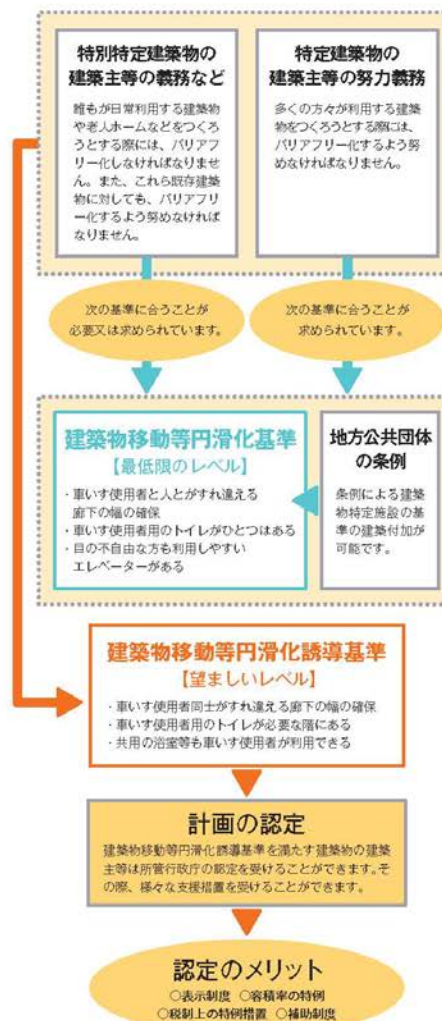 特別特定建築物の
建築主等の義務など
誰もが日常利用する建築物
や老人ホームなどをつくろ
うとする際には、バリアフ
リー化しなければなりませ
ん。また、これら既存建築
物に対しても、バリアフリ
ー化するよう努めなければ
なりません。
特定建築物の
建築主等の努力義務
多くの方々が利用する建築
物をつくろうとする際には、
バリアフリー化するよう努
めなければなりません。
次の基準に合うことが
必要又は求められています。
次の基準に合うことが
求められています。
建築物移動等円滑化基準
【最低限のレベル】
・車いす使用者と人とがすれ違える
廊下の幅の確保
・車いす使用者用のトイレがひとつはある
・目の不自由な方も利用しやすい
エレベーターがある
地方公共団体
の条例
条例による建築
物特定施設の基
準の建築付加が
可能です。
建築物移動等円滑化誘導基準
【望ましいレベル】
・車いす使用者同士がすれ違える廊下の幅の確保
・車いす使用者用のトイレが必要な階にある
・共用の浴室等も車いす使用者が利用できる
計画の認定
建築物移動等円滑化誘導基準を満たす建築物の建築
主等は所管行政庁の認定を受けることができます。そ
の際、様々な支援措置を受けることができます。
認定のメリット
○表示制度 ○容積率の特例
○税制上の特例措置 ○補助制度